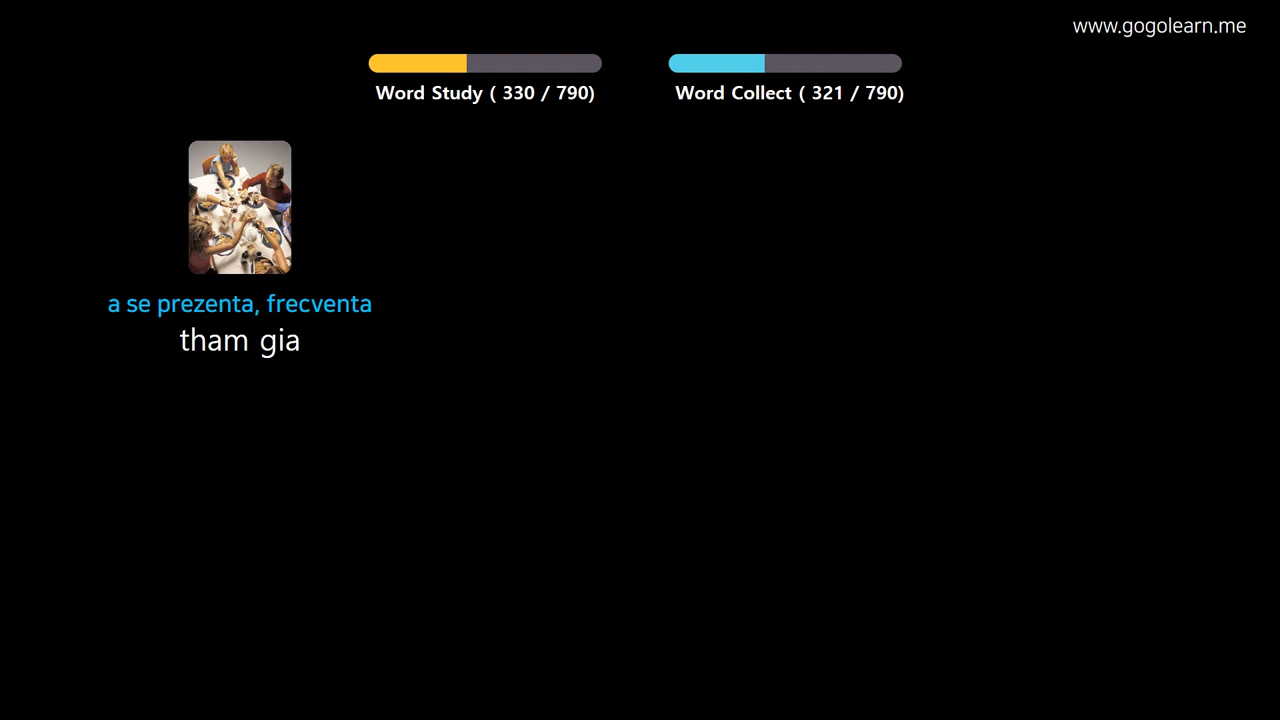 www.gogolearn.me
Word Study ( 330 / 790)
Word Collect ( 321 / 790)
a se prezenta, frecventa
tham gia